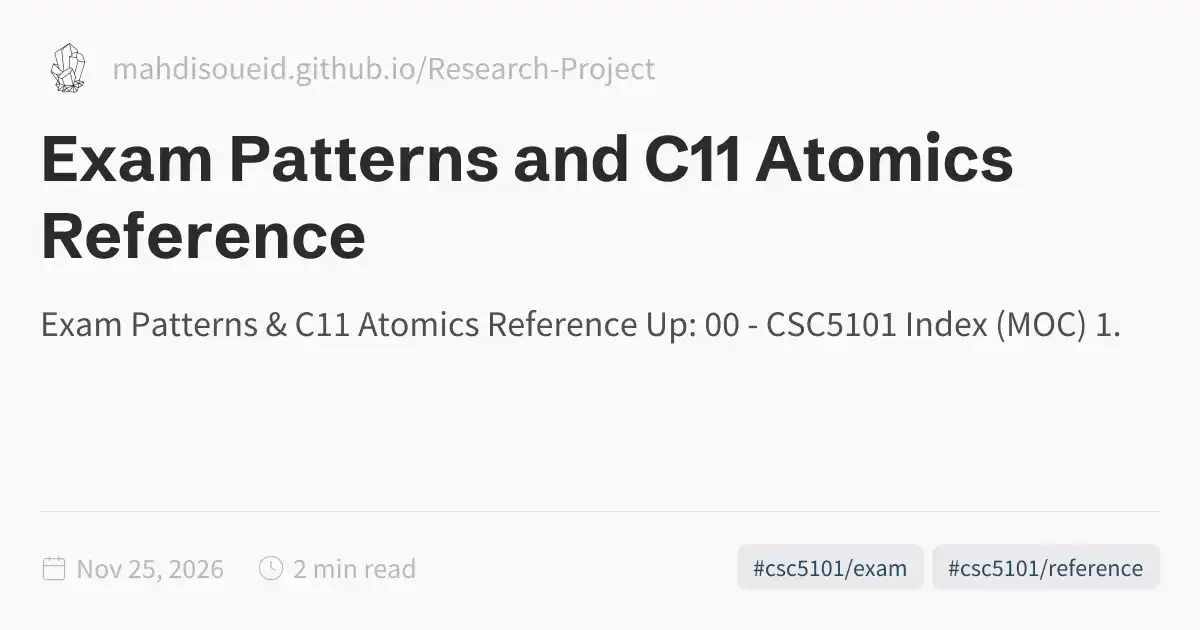 mahdisoueid.github.io/Research-Project
Exam Patterns and C11 Atomics
Reference
Exam Patterns & C11 Atomics Reference Up: 00 - CSC5101 Index (MOC) 1.
Nov 25, 2026 2 min read #csc5101/exam #csc5101/reference